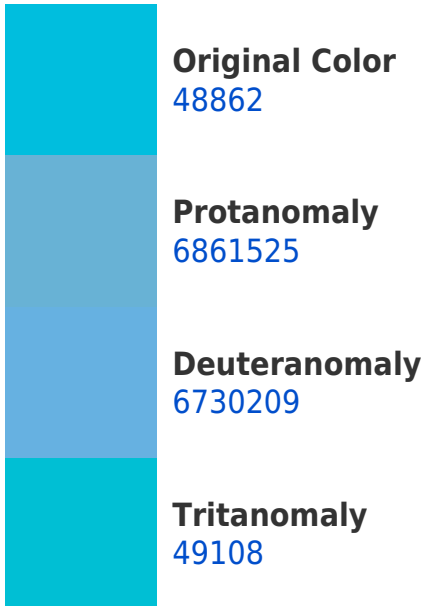 Original Color
48862
Protanomaly
6861525
Deuteranomaly
6730209
Tritanomaly
49108